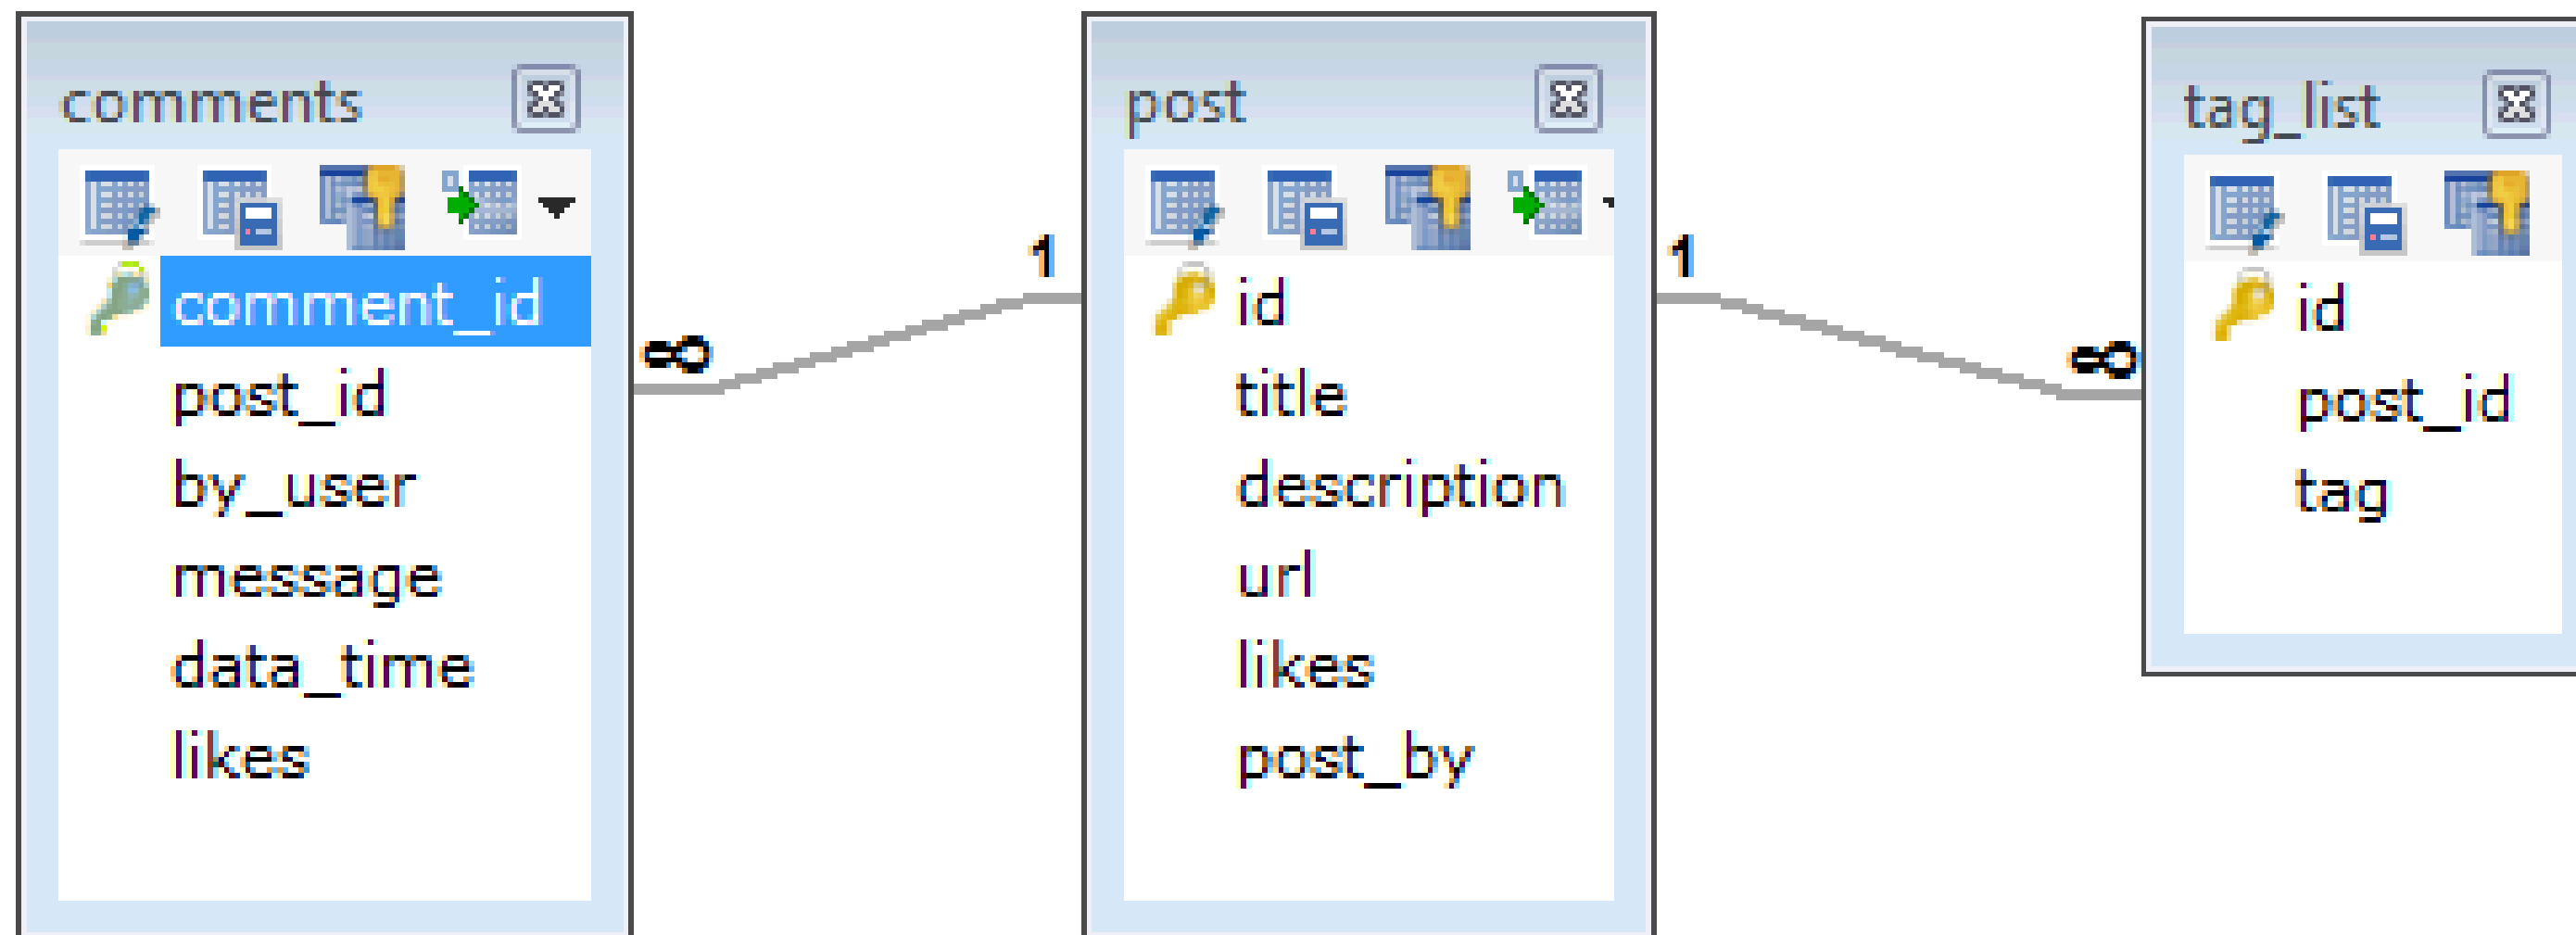 comments
comment_id
post_id
by_user
message
data_time
likes
∞
1
post
id
title
description
url
likes
post_by
1
∞
tag_list
id
post_id
tag